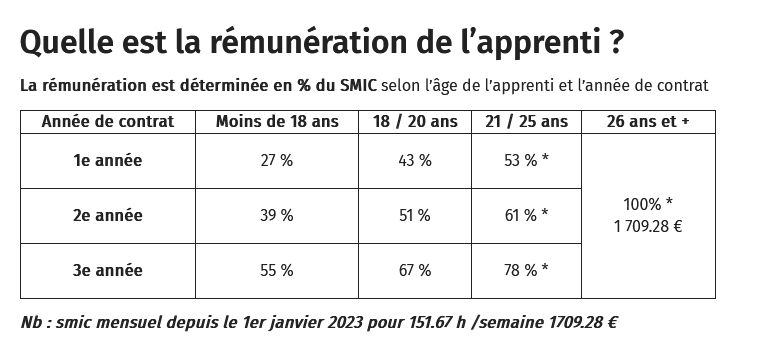 Quelle est la rémunération de l'apprenti ?
La rémunération est déterminée en % du SMIC selon l'âge de l'apprenti et l'année de contrat
Année de contrat Moins de 18 ans 18 / 20 ans 21 / 25 ans 26 ans et +
1e année 27 % 43 % 53 % *
2e année 39 % 51 % 61 % * 100% *
1 709.28 €
3e année 55 % 67 % 78 % *
Nb : smic mensuel depuis le 1er janvier 2023 pour 151.67 h /semaine 1709.28 €